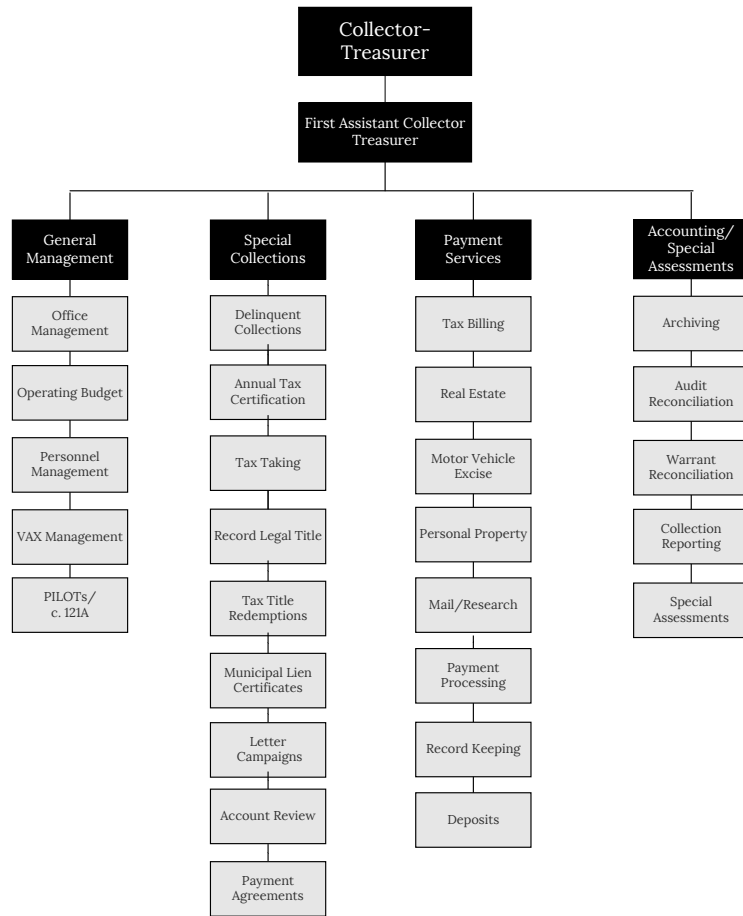 Collector-
Treasurer
First Assistant Collector
Treasurer
General
Management
Office
Management
Operating Budget
Personnel
Management
VAX Management
PILOTs/
c. 121A
Special
Collections
Delinquent
Collections
Annual Tax
Certification
Tax Taking
Record Legal Title
Tax Title
Redemptions
Municipal Lien
Certificates
Letter
Campaigns
Account Review
Payment
Agreements
Payment
Services
Tax Billing
Real Estate
Motor Vehicle
Excise
Personal Property
Mail/Research
Payment
Processing
Record Keeping
Deposits
Accounting/
Special
Assessments
Archiving
Audit
Reconciliation
Warrant
Reconciliation
Collection
Reporting
Special
Assessments